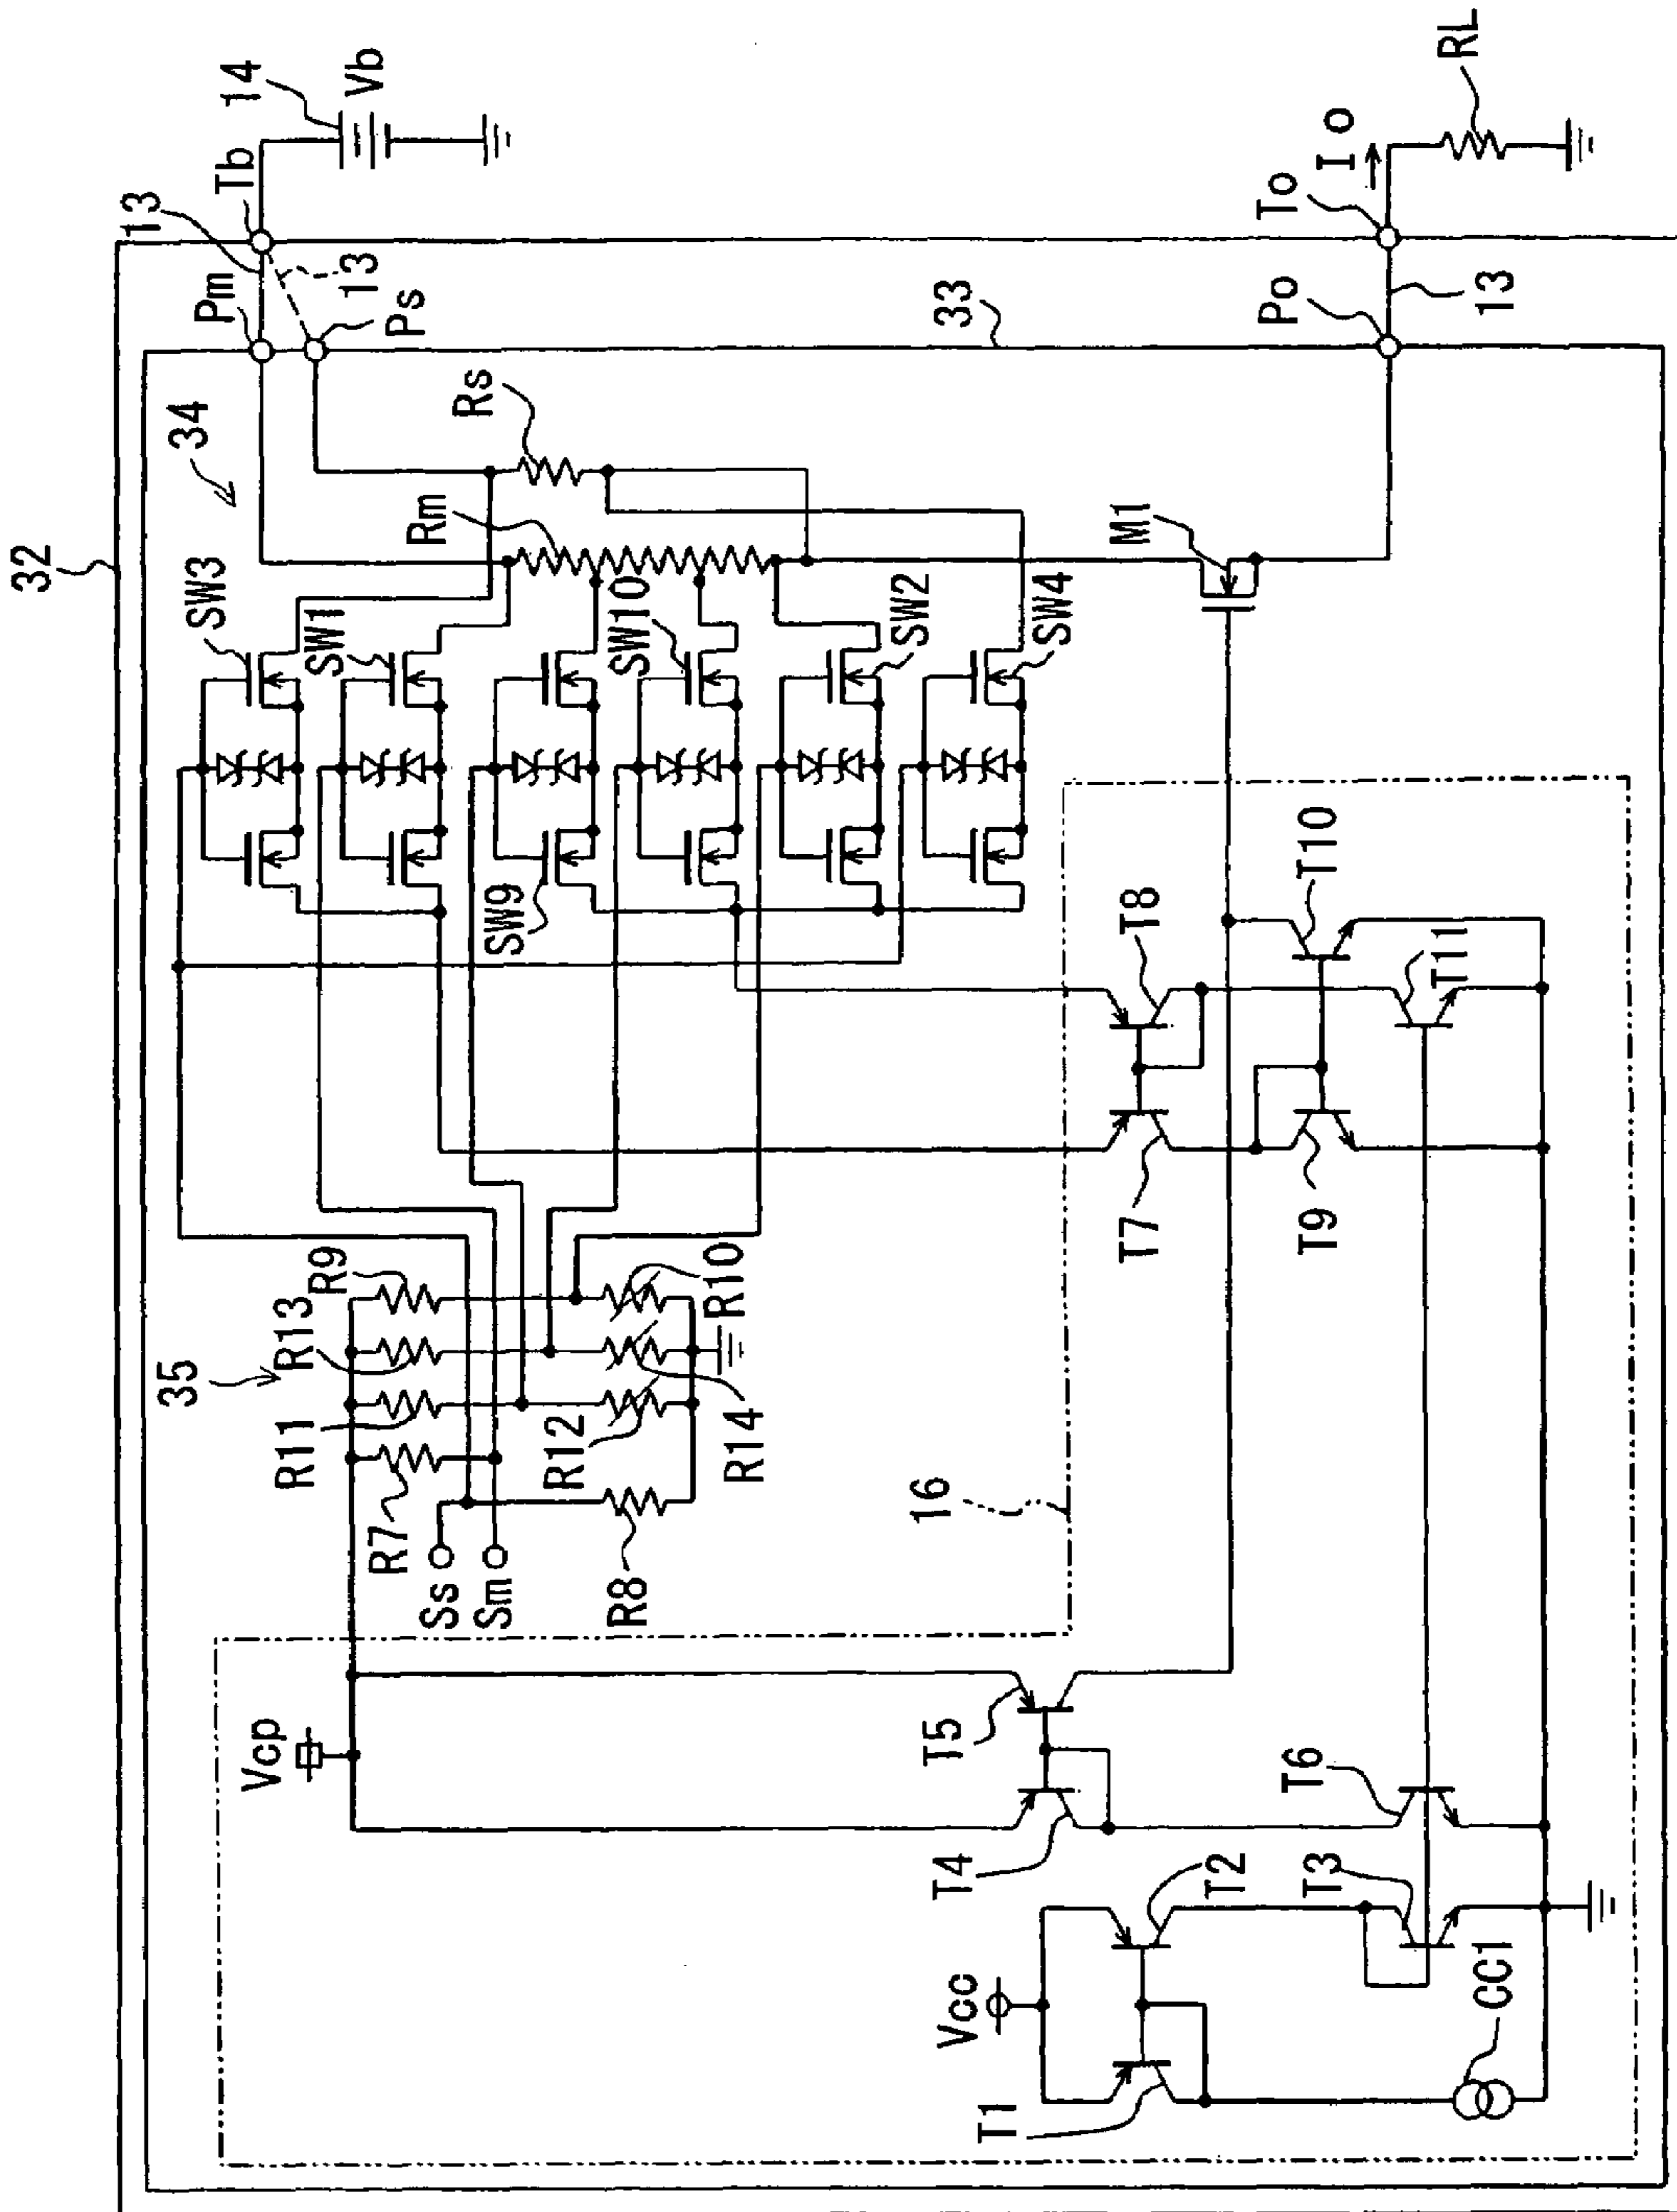 32
34
SW3
SW1
SW9
SW10
SW2
SW4
Rm
Rs
Pm
Ps
13
Tb
13
14
Vb
33
M1
Po
To
13
Io
RL
35
R13
R9
R11
R7
Ss
Sm
R8
R12
R14
R10
16
Vcp
T5
T4
T7
T8
T9
T10
T11
T6
Vcc
T1
T2
T3
CC1